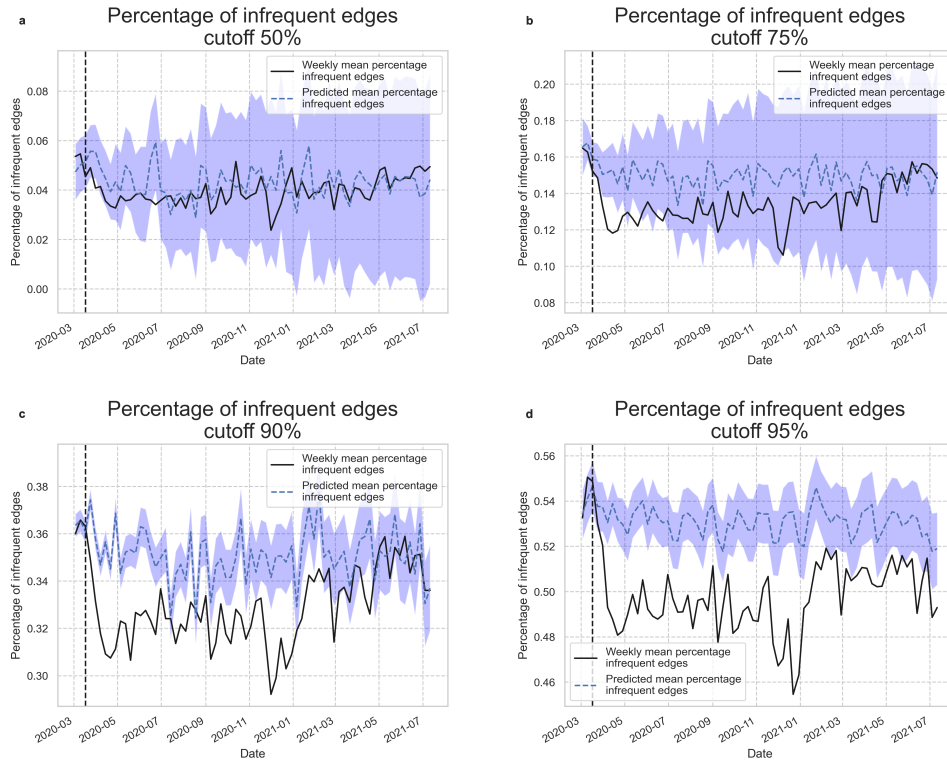 a
Percentage of infrequent edges
cutoff 50%
Weekly mean percentage
infrequent edges
Predicted mean percentage
infrequent edges
Percentage of infrequent edges
0.08
0.06
0.04
0.02
0.00
2020-03
2020-05
2020-07
2020-09
2020-11
2021-01
2021-03
2021-05
2021-07
Date
b
Percentage of infrequent edges
cutoff 75%
Weekly mean percentage
infrequent edges
Predicted mean percentage
infrequent edges
Percentage of infrequent edges
0.20
0.18
0.16
0.14
0.12
0.10
0.08
2020-03
2020-05
2020-07
2020-09
2020-11
2021-01
2021-03
2021-05
2021-07
Date
c
Percentage of infrequent edges
cutoff 90%
Weekly mean percentage
infrequent edges
Predicted mean percentage
infrequent edges
Percentage of infrequent edges
0.38
0.36
0.34
0.32
0.30
2020-03
2020-05
2020-07
2020-09
2020-11
2021-01
2021-03
2021-05
2021-07
Date
d
Percentage of infrequent edges
cutoff 95%
Percentage of infrequent edges
0.56
0.54
0.52
0.50
0.48
0.46
Weekly mean percentage
infrequent edges
Predicted mean percentage
infrequent edges
2020-03
2020-05
2020-07
2020-09
2020-11
2021-01
2021-03
2021-05
2021-07
Date